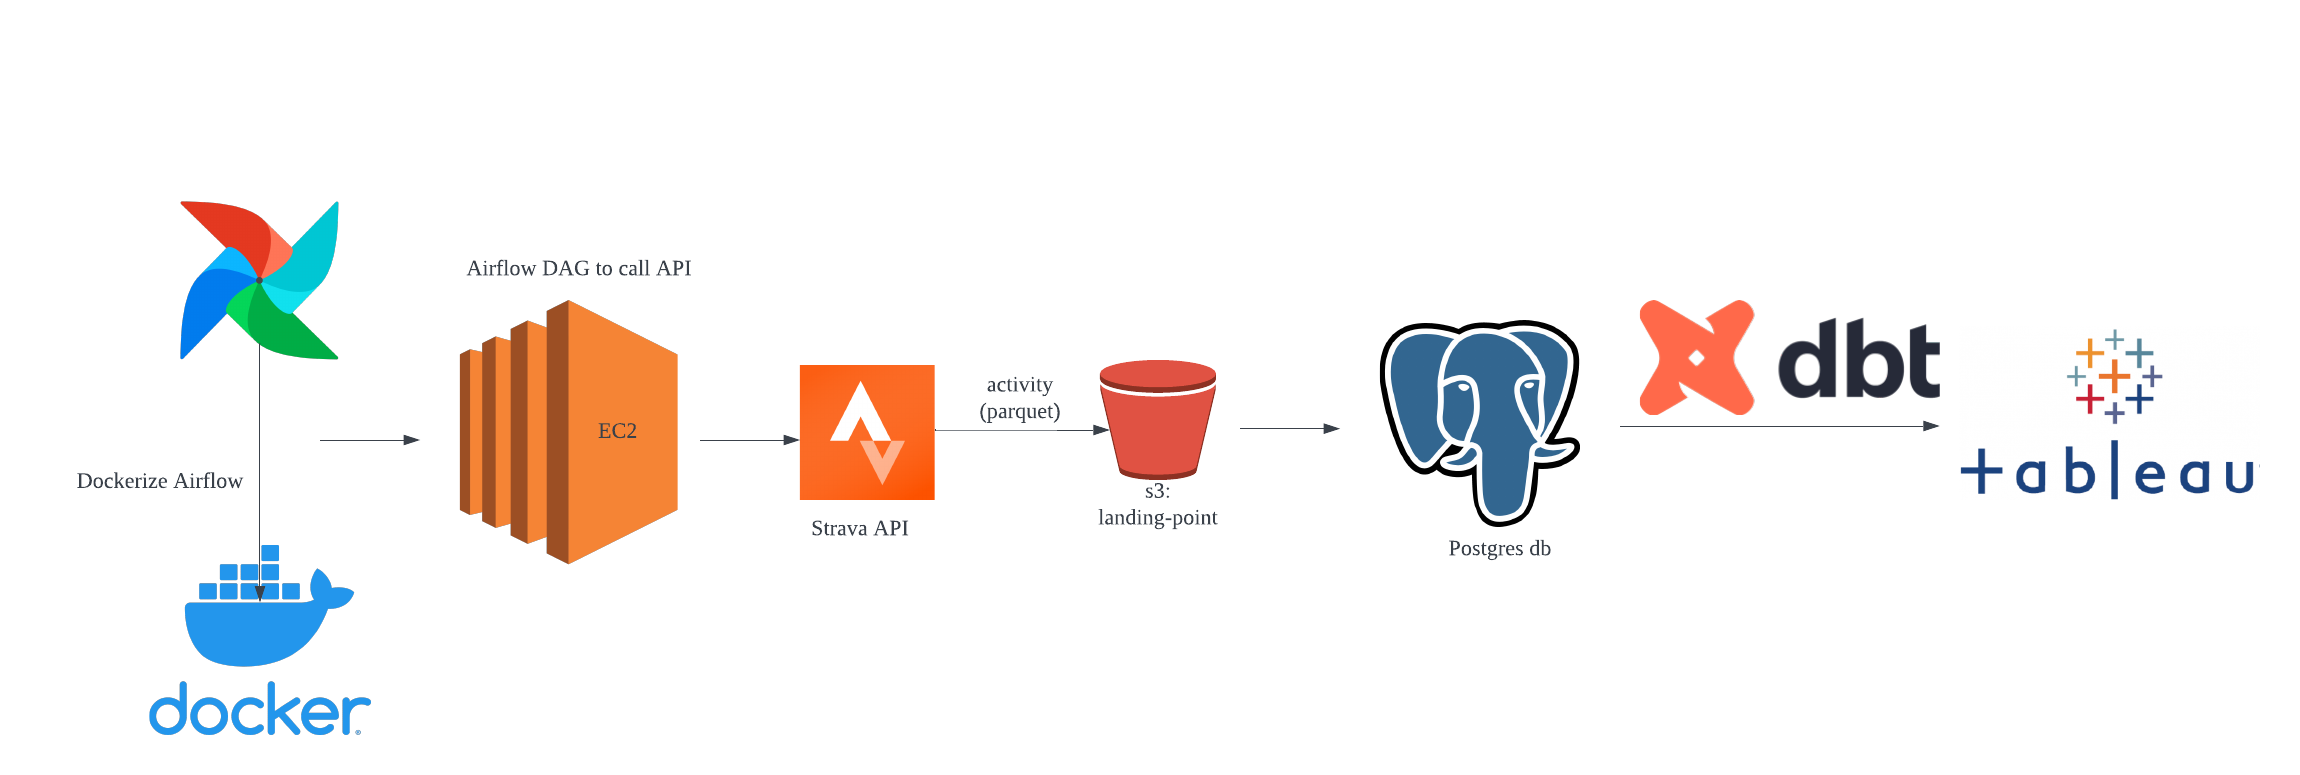 Airflow DAG to call API
EC2
Dockerize Airflow
docker
Strava API
activity
(parquet)
s3:
landing-point
Postgres db
dbt
+ableau